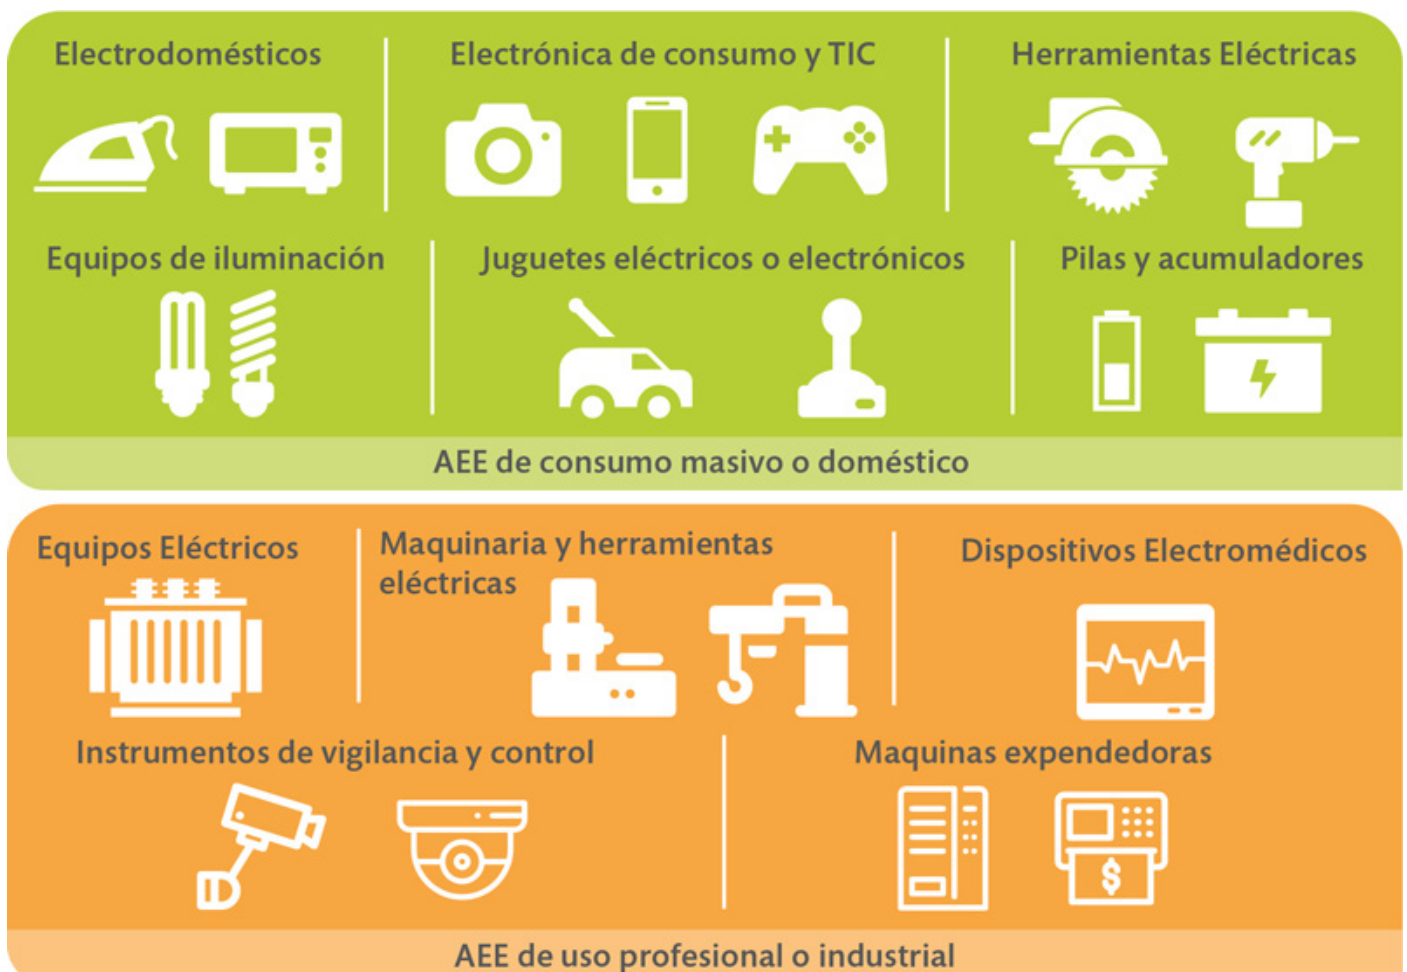 Electrodomésticos
Electrónica de consumo y TIC
Herramientas Eléctricas
Equipos de iluminación
Juguetes eléctricos o electrónicos
Pilas y acumuladores
AEE de consumo masivo o doméstico
Equipos Eléctricos
Maquinaria y herramientas
eléctricas
Dispositivos Electromédicos
Instrumentos de vigilancia y control
Maquinas expendedoras
$
AEE de uso profesional o industrial